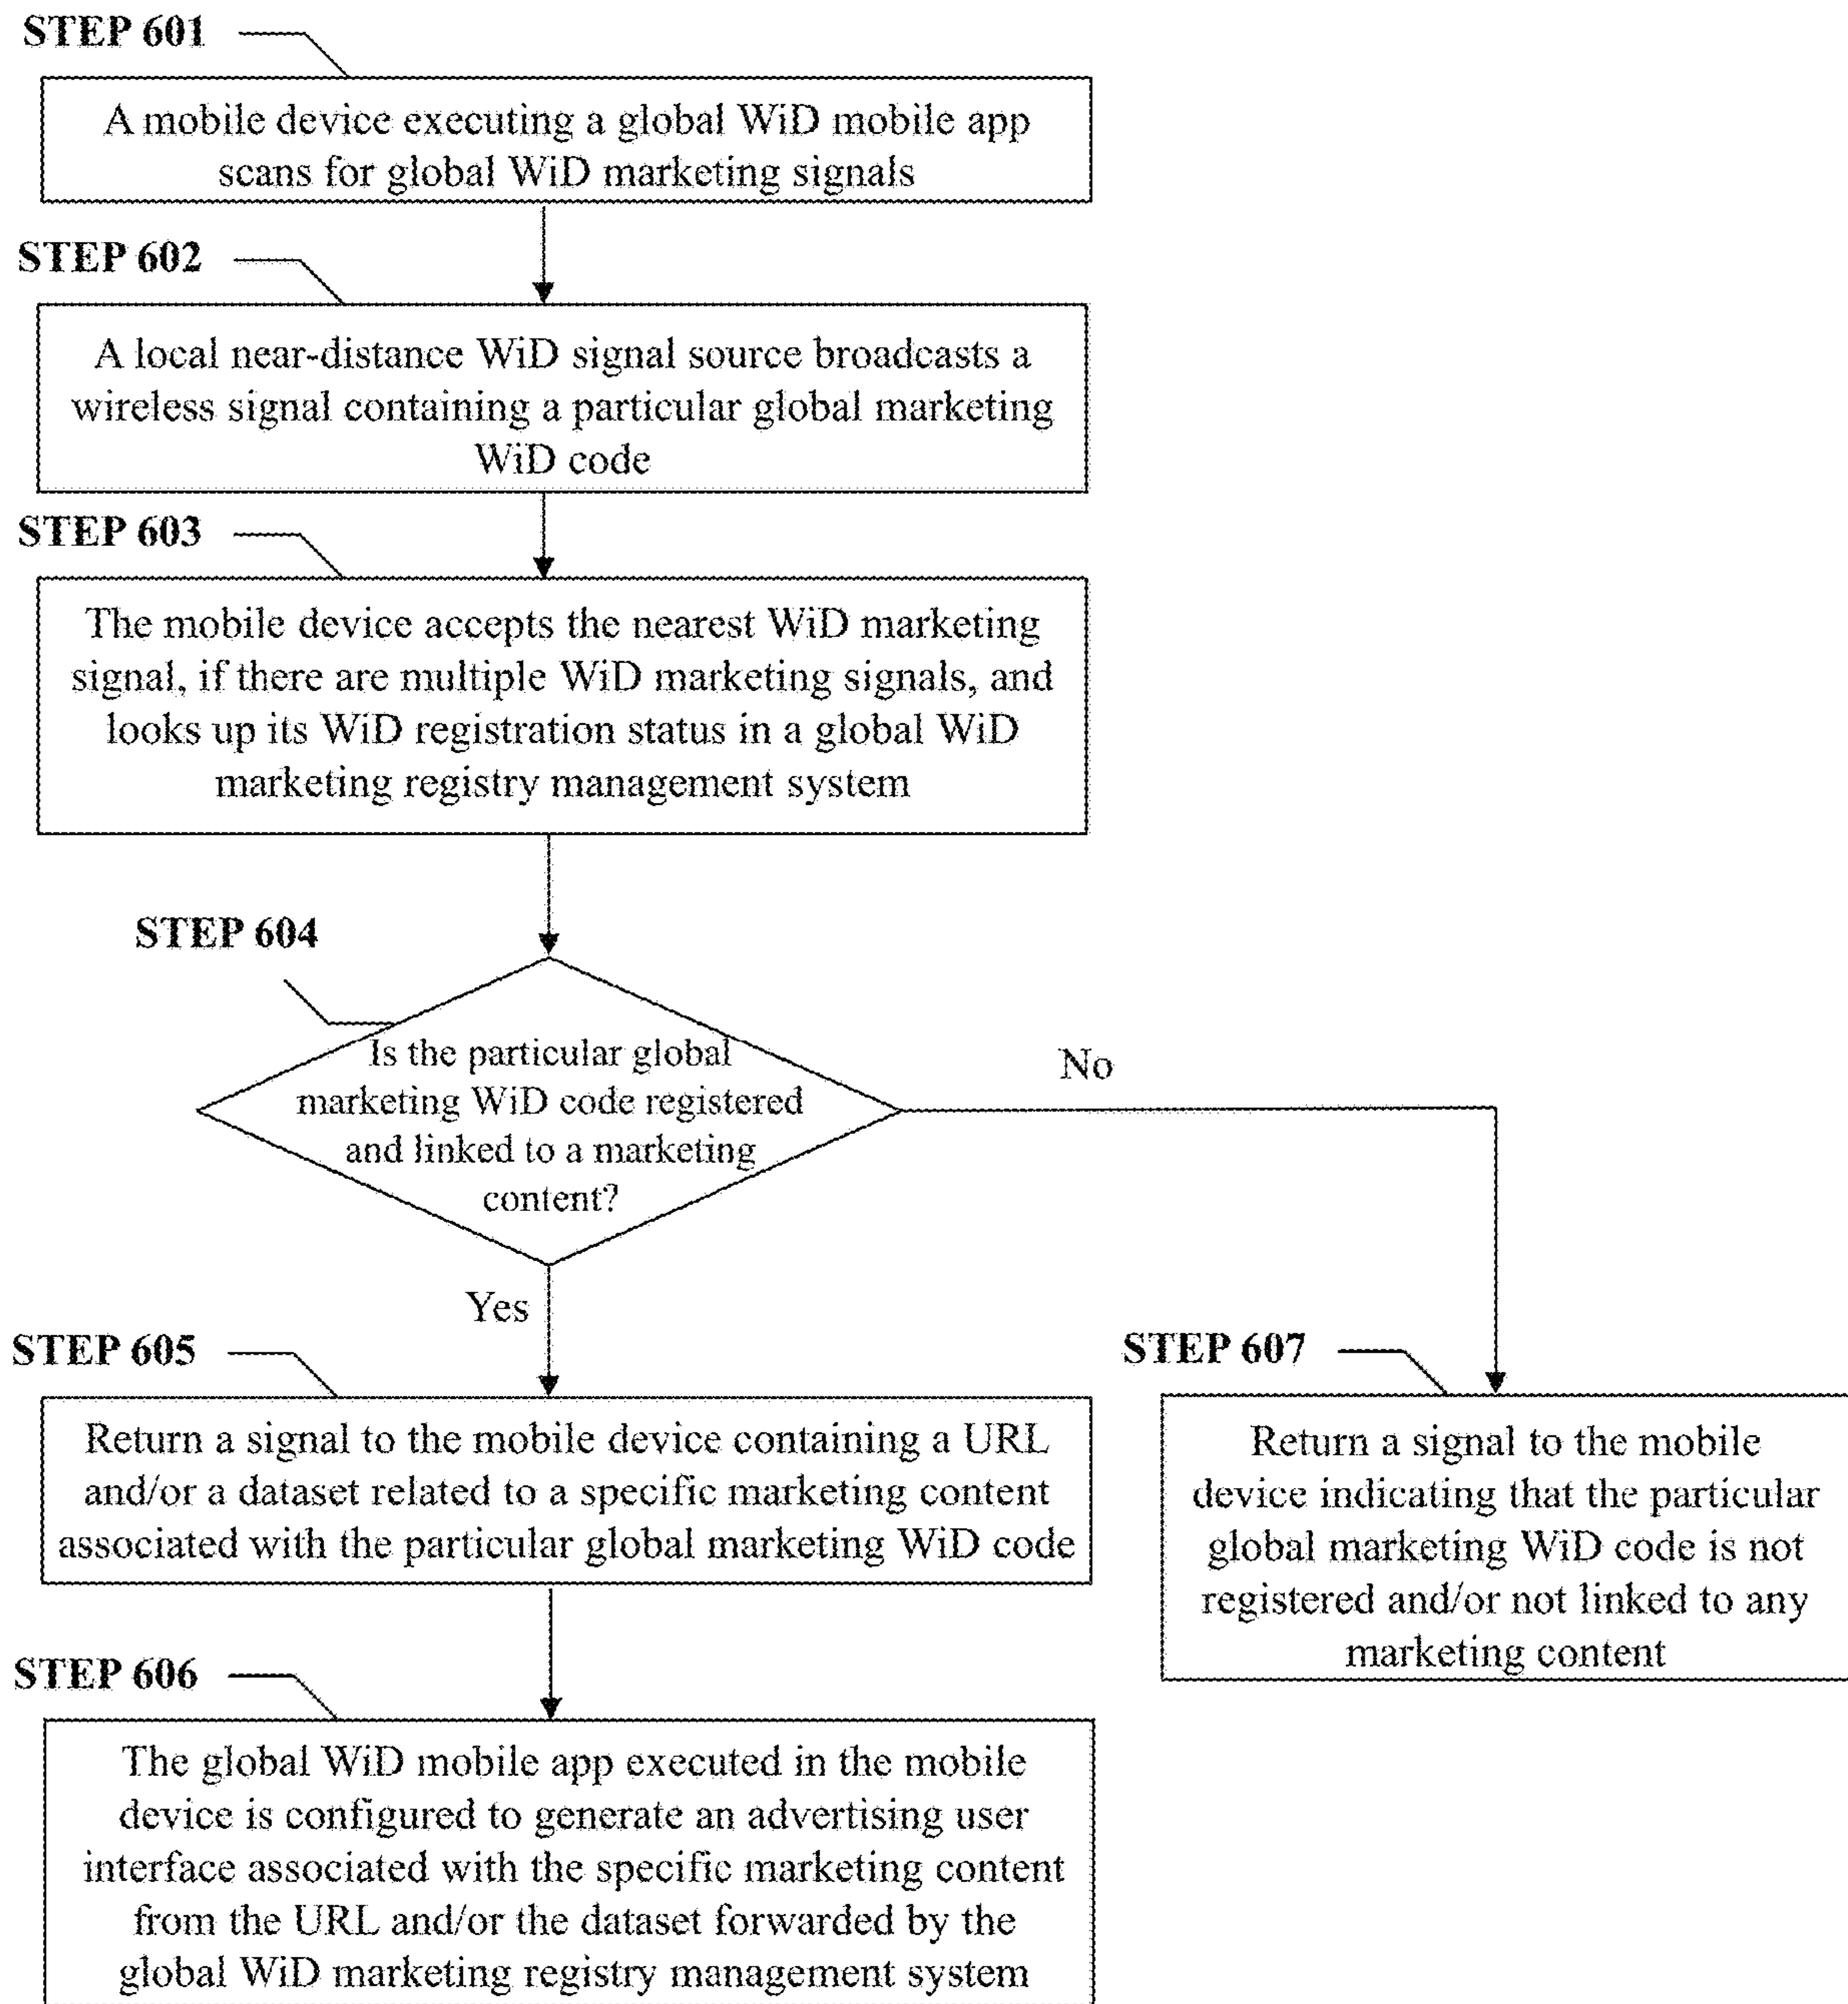 STEP 601
A mobile device executing a global WiD mobile app
scans for global WiD marketing signals
STEP 602
A local near-distance WiD signal source broadcasts a
wireless signal containing a particular global marketing
WiD code
STEP 603
The mobile device accepts the nearest WiD marketing
signal, if there are multiple WiD marketing signals, and
looks up its WiD registration status in a global WiD
marketing registry management system
STEP 604
Is the particular global
marketing WiD code registered
and linked to a marketing
content?
No
Yes
STEP 605
Return a signal to the mobile device containing a URL
and/or a dataset related to a specific marketing content
associated with the particular global marketing WiD code
STEP 607
Return a signal to the mobile
device indicating that the particular
global marketing WiD code is not
registered and/or not linked to any
marketing content
STEP 606
The global WiD mobile app executed in the mobile
device is configured to generate an advertising user
interface associated with the specific marketing content
from the URL and/or the dataset forwarded by the
global WiD marketing registry management system